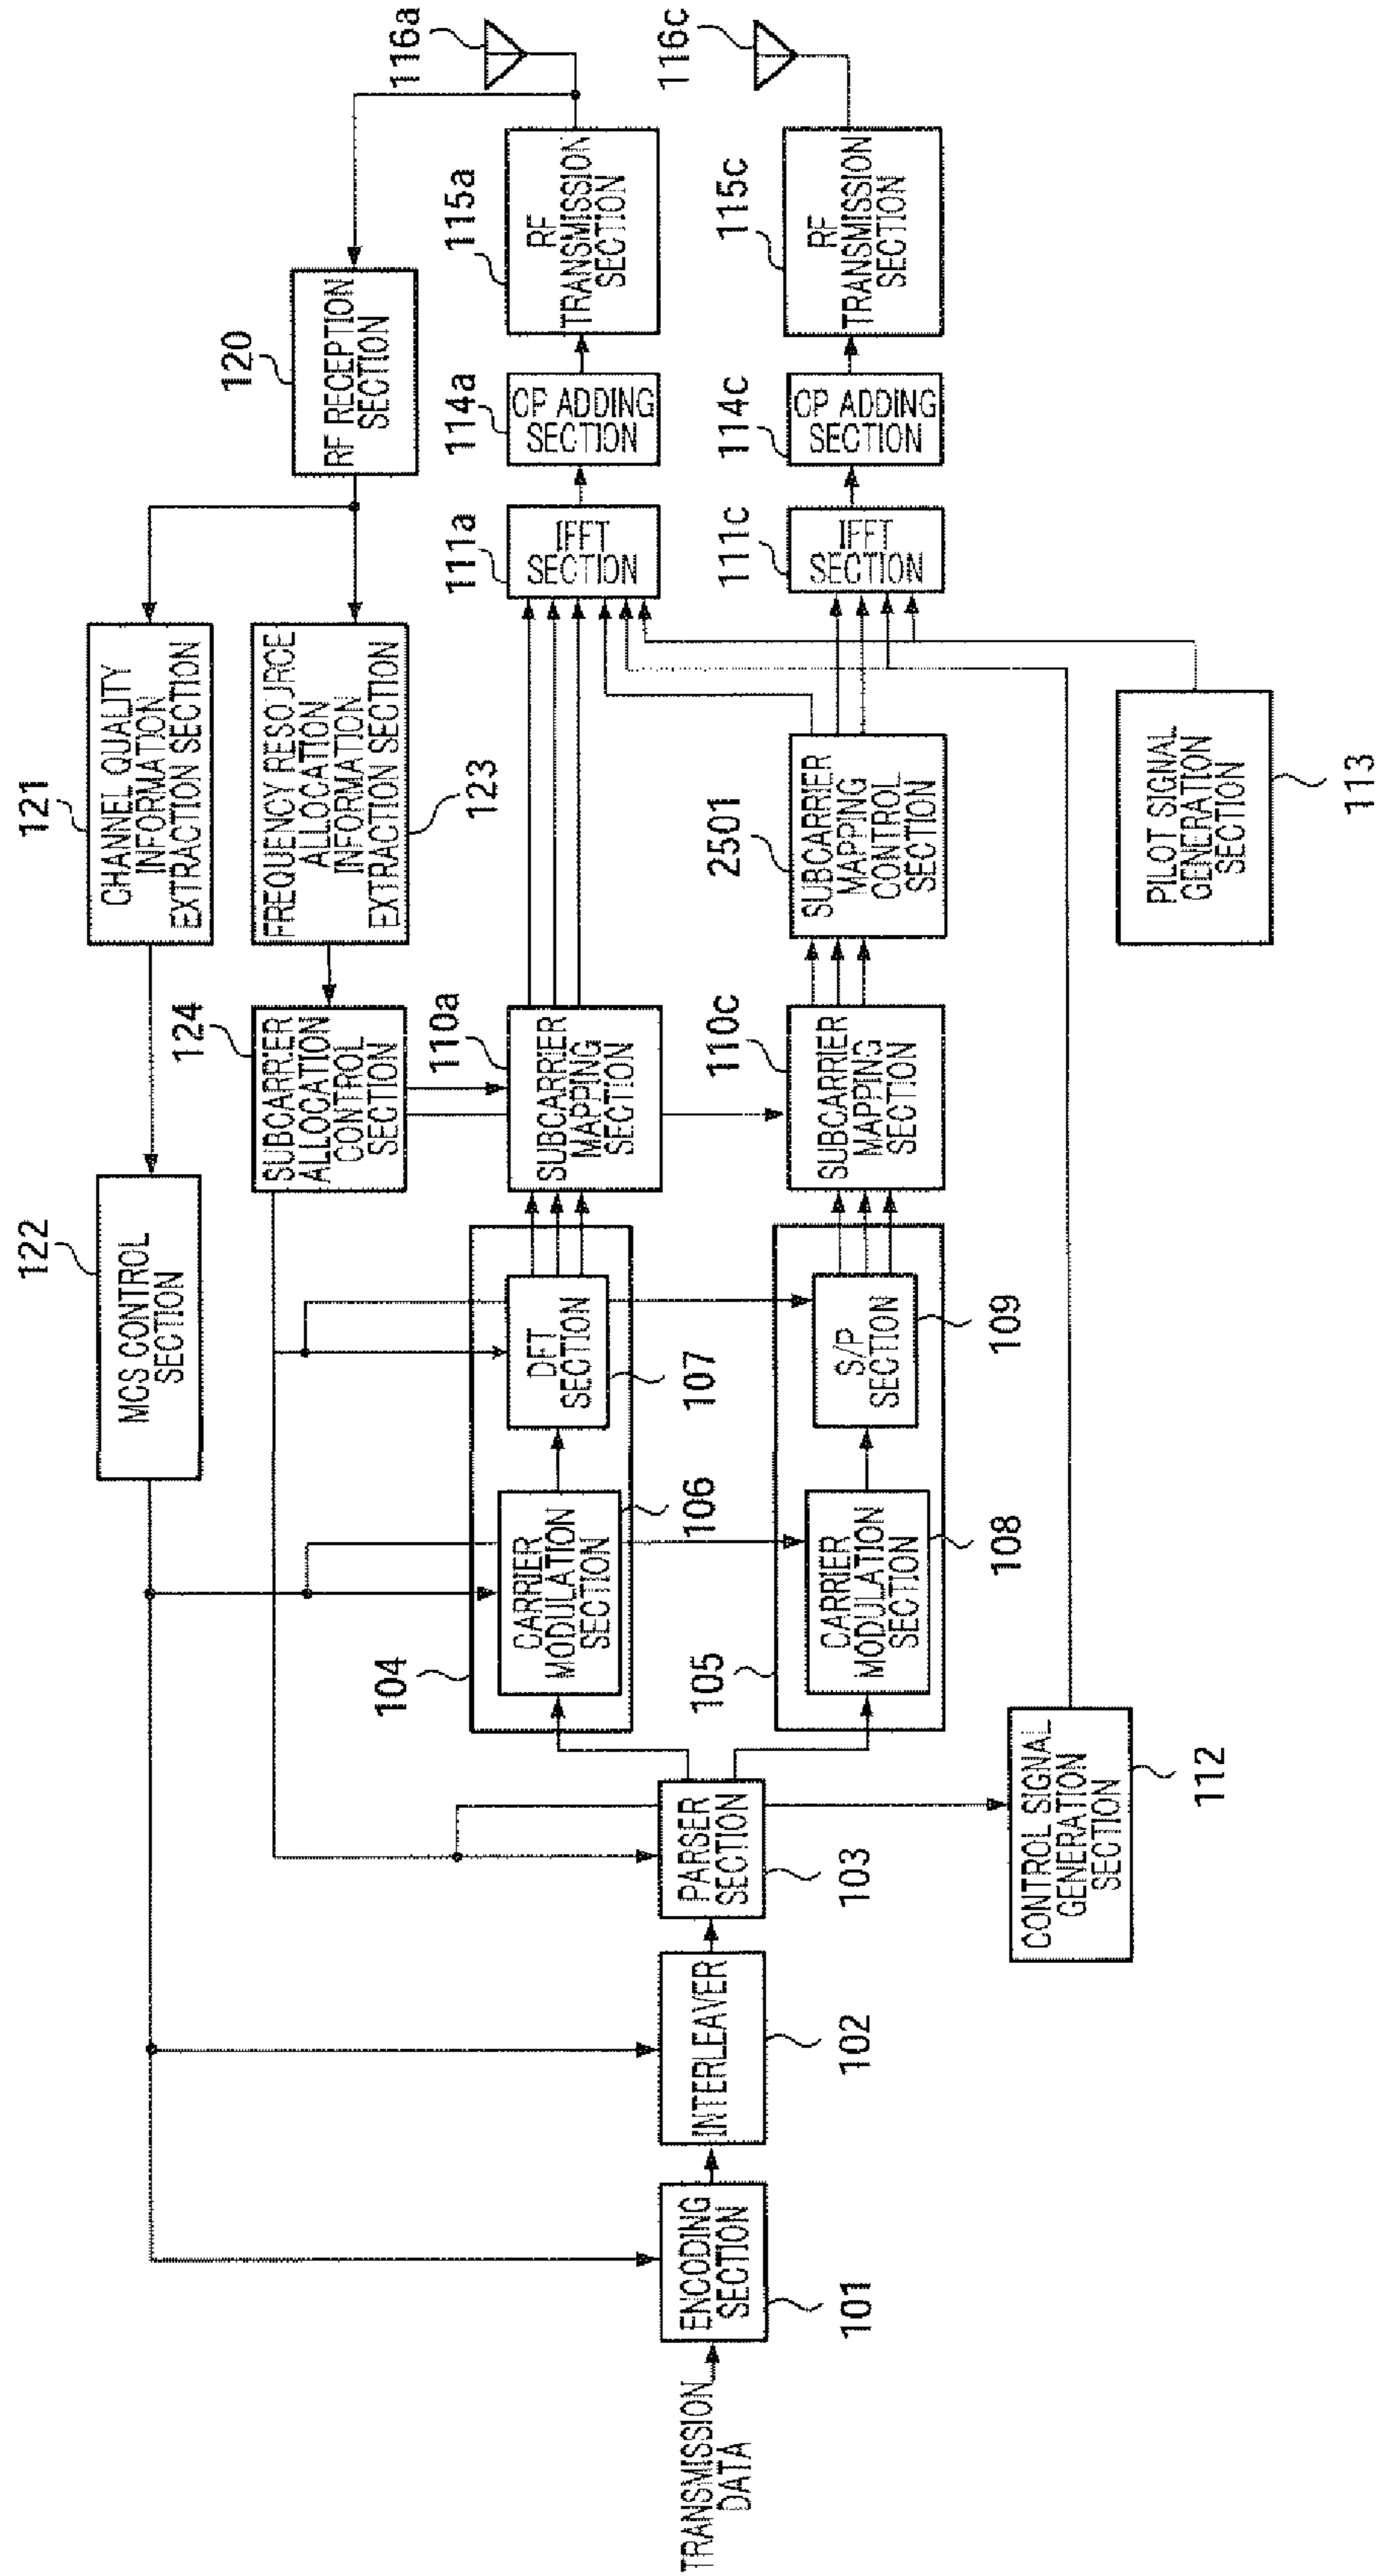 121
CHANNEL QUALITY
INFORMATION
EXTRACTION SECTION
122
MCS CONTROL
SECTION
120
RF RECEPTION
SECTION
FREQUENCY RESOURCE
ALLOCATION
INFORMATION
EXTRACTION SECTION
123
124
SUBCARRIER
ALLOCATION
CONTROL
SECTION
TRANSMISSION
DATA
ENCODING
SECTION
101
INTERLEAVER
102
PARSER
SECTION
103
104
CARRIER
MODULATION
SECTION
106
DFT
SECTION
107
110a
SUBCARRIER
MAPPING
SECTION
111a
IFFT
SECTION
114a
CP ADDING
SECTION
115a
RF
TRANSMISSION
SECTION
116a
105
CARRIER
MODULATION
SECTION
108
S/P
SECTION
109
110c
SUBCARRIER
MAPPING
SECTION
2501
SUBCARRIER
MAPPING
CONTROL
SECTION
111c
IFFT
SECTION
114c
CP ADDING
SECTION
115c
RF
TRANSMISSION
SECTION
116c
CONTROL SIGNAL
GENERATION
SECTION
112
PILOT SIGNAL
GENERATION
SECTION
113